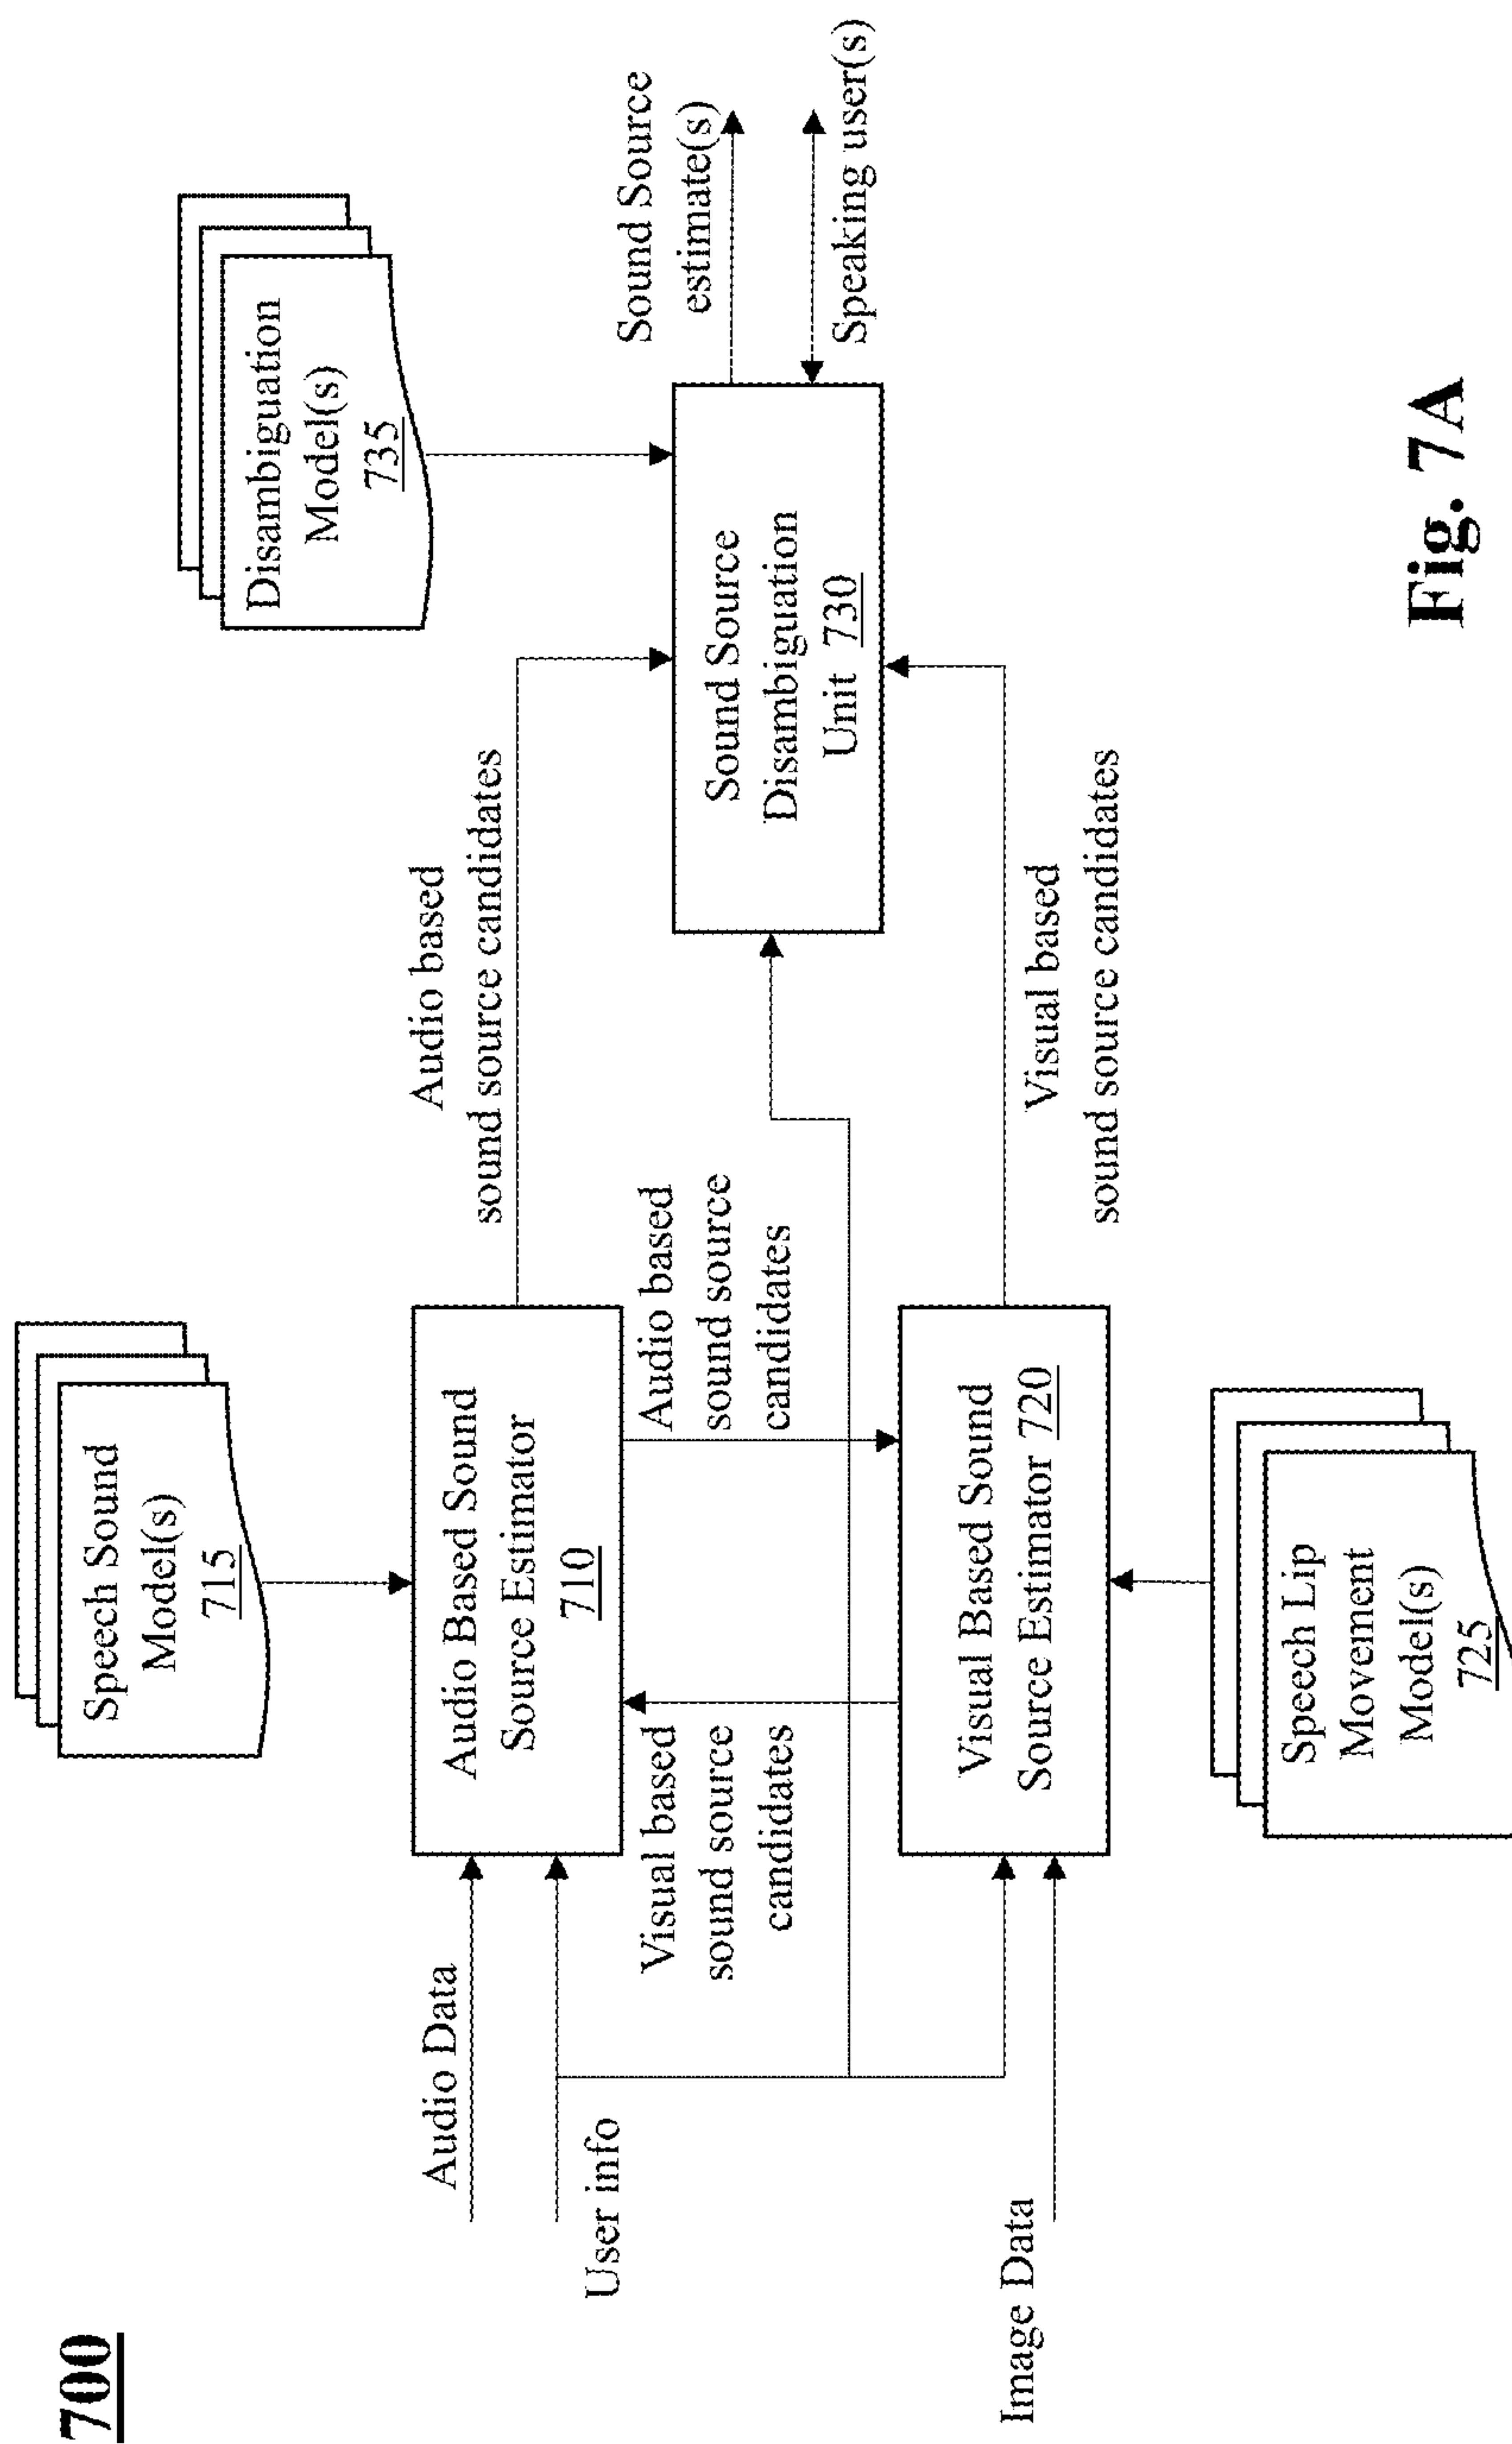 700
Speech Sound
Model(s)
715
Disambiguation
Model(s)
735
Audio Data
User info
Audio Based Sound
Source Estimator
710
Audio based
sound source candidates
Sound Source
estimate(s)
Speaking user(s)
Visual based
sound source
candidates
Audio based
sound source
candidates
Sound Source
Disambiguation
Unit 730
Image Data
Visual Based Sound
Source Estimator 720
Visual based
sound source candidates
Speech Lip
Movement
Model(s)
725
Fig. 7A